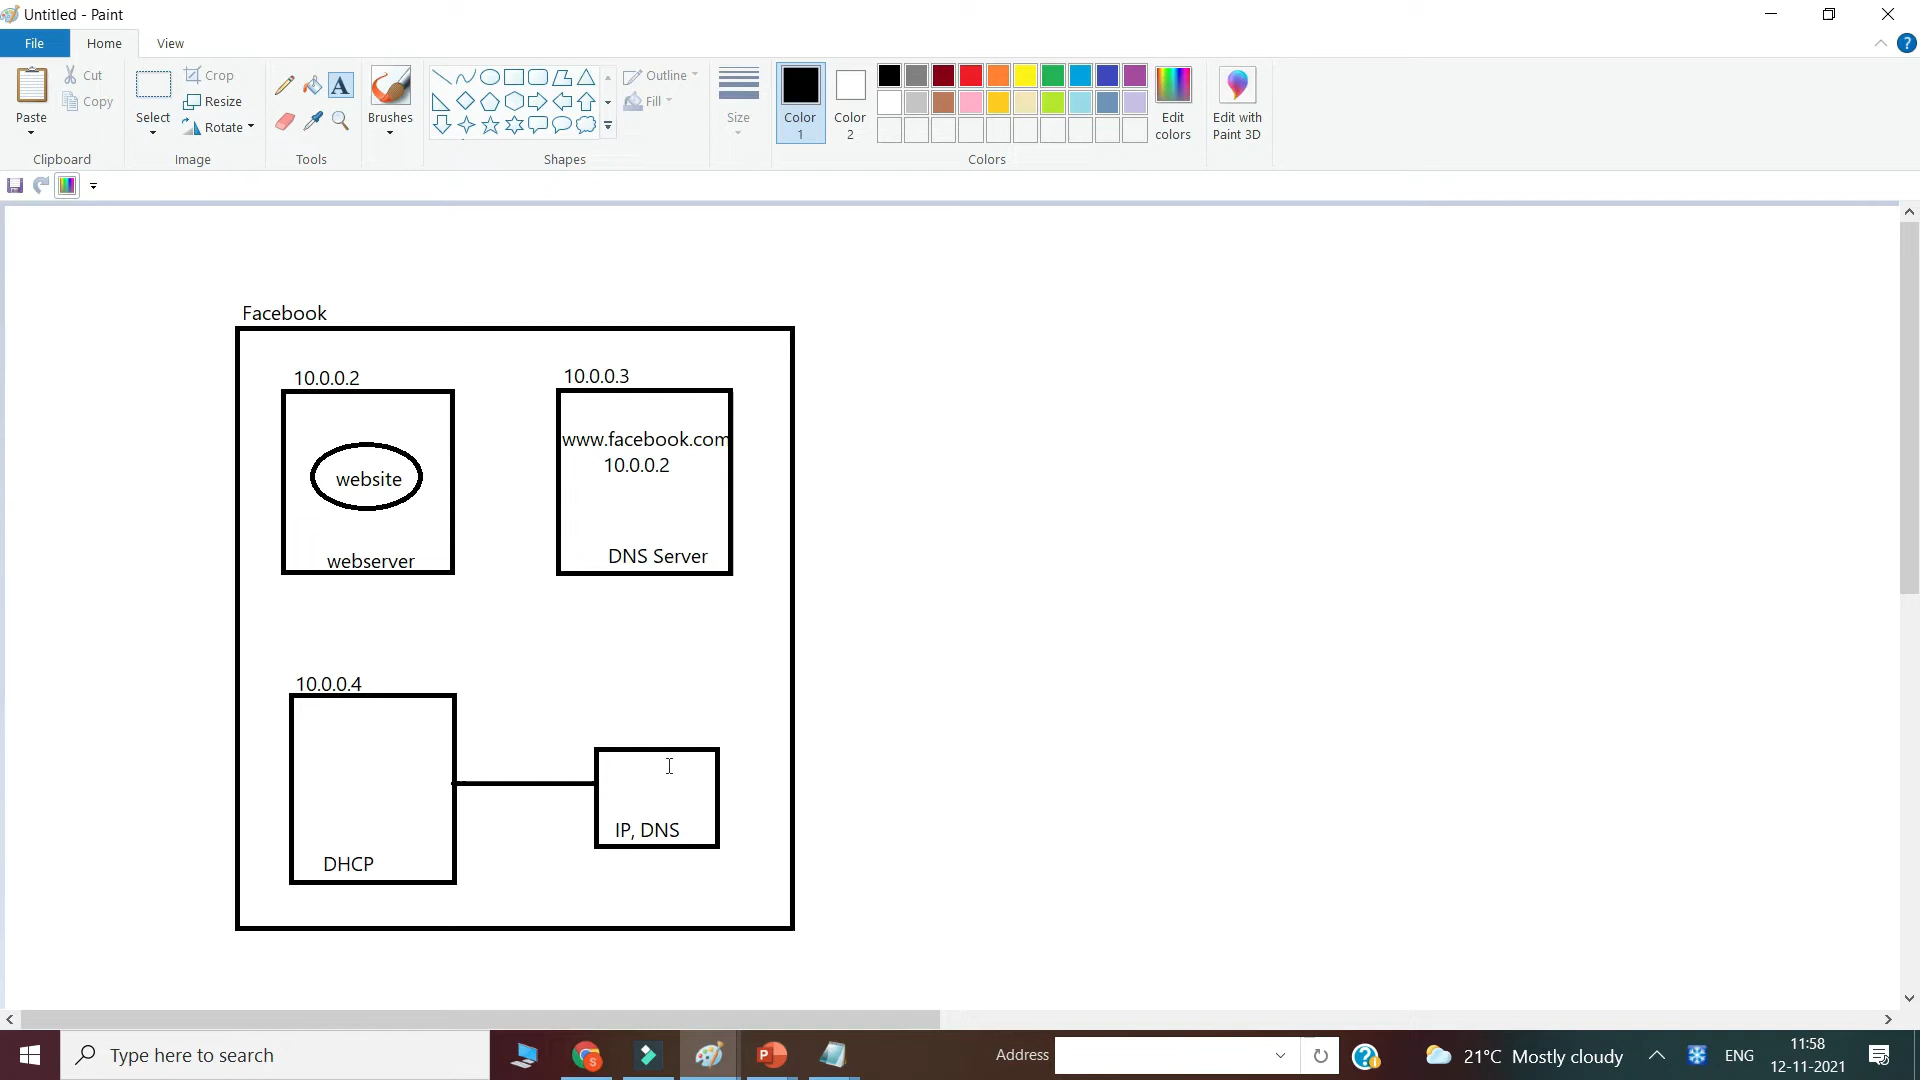 Untitled - Paint
File
Home
View
Paste
Cut
Copy
Clipboard
Select
Crop
Resize
Rotate
Image
A
Tools
Brushes
Shapes
Outline
Fill
Size
Color
1
Color
2
Colors
Edit
colors
Edit with
Paint 3D
?
Facebook
10.0.0.2
website
webserver
10.0.0.3
www.facebook.com
10.0.0.2
DNS Server
10.0.0.4
DHCP
IP, DNS
Type here to search
Address
21°C Mostly cloudy
ENG
11:58
12-11-2021